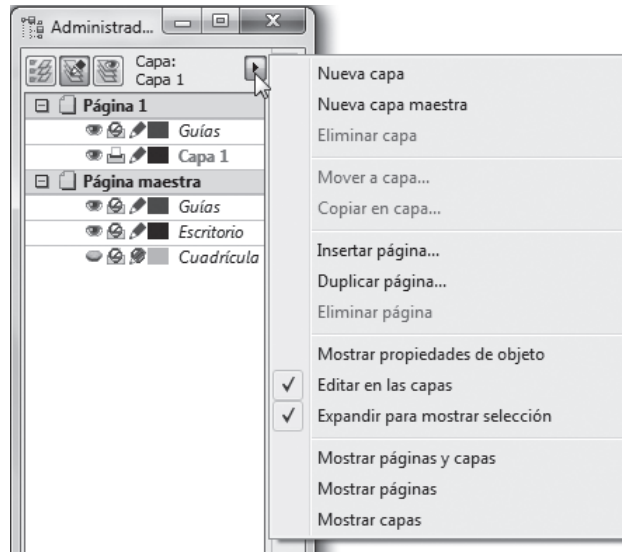 Administrad...
Capa:
Capa 1
Página 1
Guías
Capa 1
Página maestra
Guías
Escritorio
Cuadrícula
Nueva capa
Nueva capa maestra
Eliminar capa
Mover a capa...
Copiar en capa...
Insertar página...
Duplicar página...
Eliminar página
Mostrar propiedades de objeto
Editar en las capas
Expandir para mostrar selección
Mostrar páginas y capas
Mostrar páginas
Mostrar capas